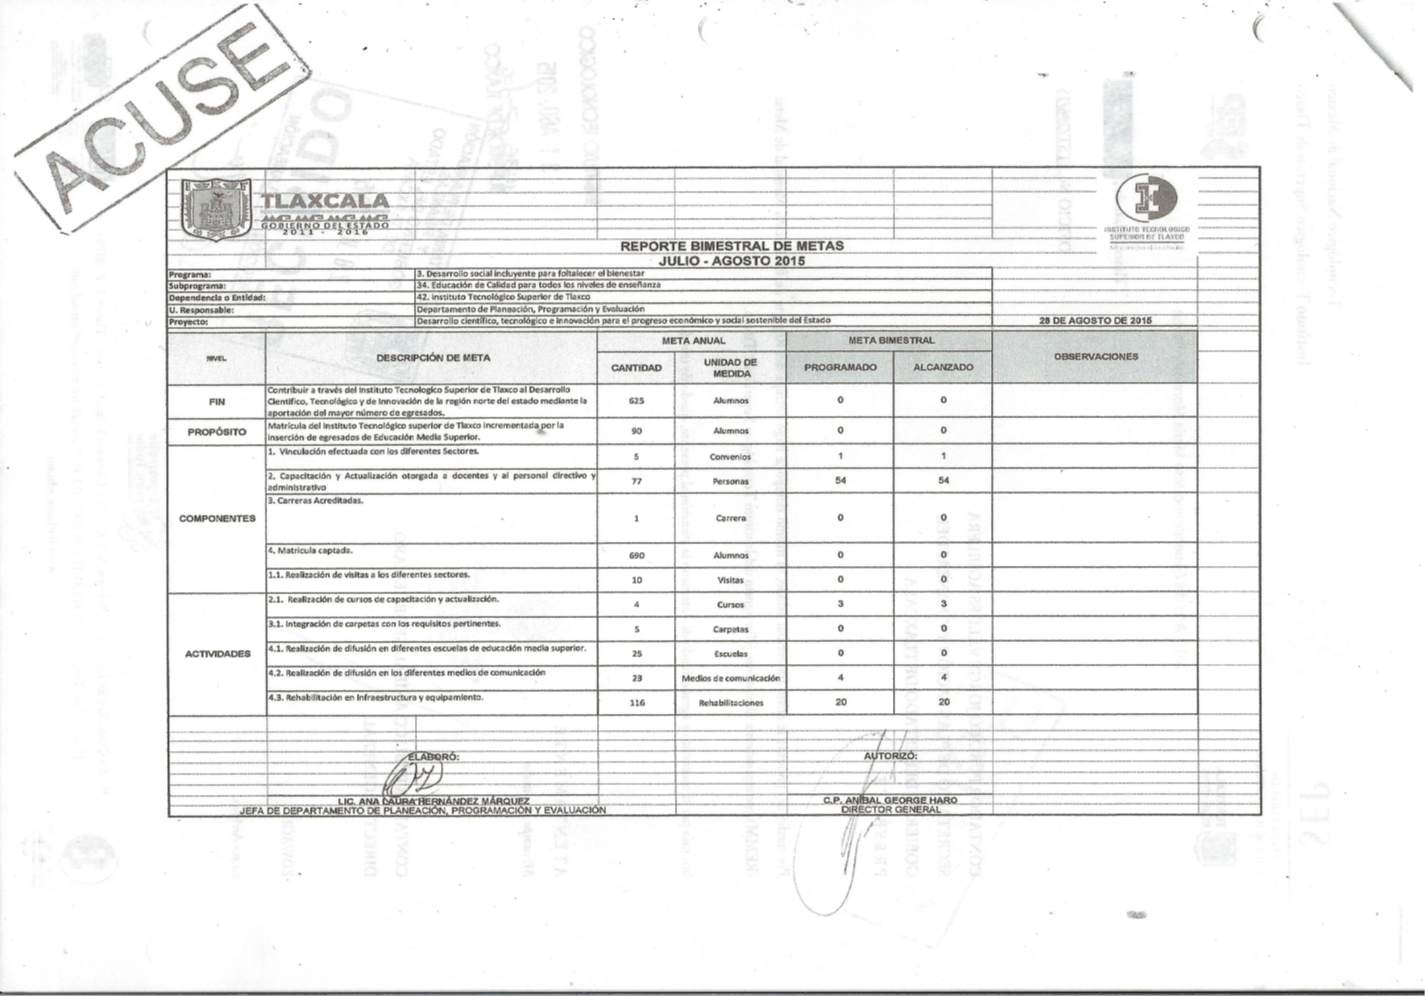 ACUSE
TLAXCALA
GOBIERNO DEL ESTADO
2011 - 2016
INSTITUTO TECNOLOGICO
SUPERIOR DE TLAXCO
REPORTE BIMESTRAL DE METAS
JULIO - AGOSTO 2015
Programa: 3. Desarrollo social incluyente para foltalecer el bienestar
Subprograma: 34. Educación de Calidad para todos los niveles de enseñanza
Dependencia o Entidad: 42. Instituto Tecnológico Superior de Tlaxco
U. Responsable: Departamento de Planeación, Programación y Evaluación
Proyecto: Desarrollo científico, tecnológico e innovación para el progreso económico y social sostenible del Estado 28 DE AGOSTO DE 2015
NIVEL DESCRIPCIÓN DE META META ANUAL META BIMESTRAL OBSERVACIONES
CANTIDAD UNIDAD DE MEDIDA PROGRAMADO ALCANZADO
FIN Contribuir a través del Instituto Tecnologico Superior de Tlaxco al Desarrollo
Científico, Tecnológico y de Innovación de la región norte del estado mediante la 625 Alumnos 0 0
aportación del mayor número de egresados.
PROPÓSITO Matrícula del Instituto Tecnológico superior de Tlaxco incrementada por la 90 Alumnos 0 0
inserción de egresados de Educación Media Superior.
COMPONENTES
1. Vinculación efectuada con los diferentes Sectores. 5 Convenios 1 1
2. Capacitación y Actualización otorgada a docentes y al personal directivo y 77 Personas 54 54
administrativo
3. Carreras Acreditadas. 1 Carrera 0 0
4. Matricula captada. 690 Alumnos 0 0
1.1. Realización de visitas a los diferentes sectores. 10 Visitas 0 0
ACTIVIDADES
2.1. Realización de cursos de capacitación y actualización. 4 Cursos 3 3
3.1. Integración de carpetas con los requisitos pertinentes. 5 Carpetas 0 0
4.1. Realización de difusión en diferentes escuelas de educación media superior. 25 Escuelas 0 0
4.2. Realización de difusión en los diferentes medios de comunicación 23 Medios de comunicación 4 4
4.3. Rehabilitación en Infraestructura y equipamiento. 116 Rehabilitaciones 20 20
ELABORÓ: AUTORIZÓ:
LIC. ANA LAURA HERNÁNDEZ MÁRQUEZ C.P. ANÍBAL GEORGE HARO
JEFA DE DEPARTAMENTO DE PLANEACIÓN, PROGRAMACIÓN Y EVALUACIÓN DIRECTOR GENERAL